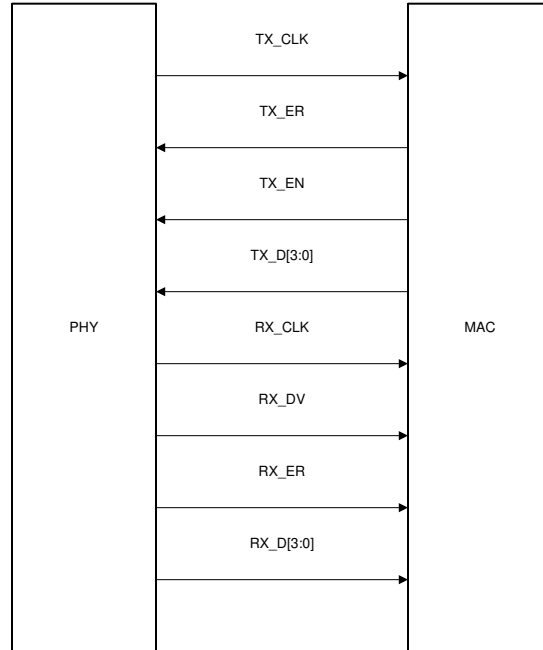 TX_CLK
TX_ER
TX_EN
TX_D[3:0]
PHY
RX_CLK
MAC
RX_DV
RX_ER
RX_D[3:0]